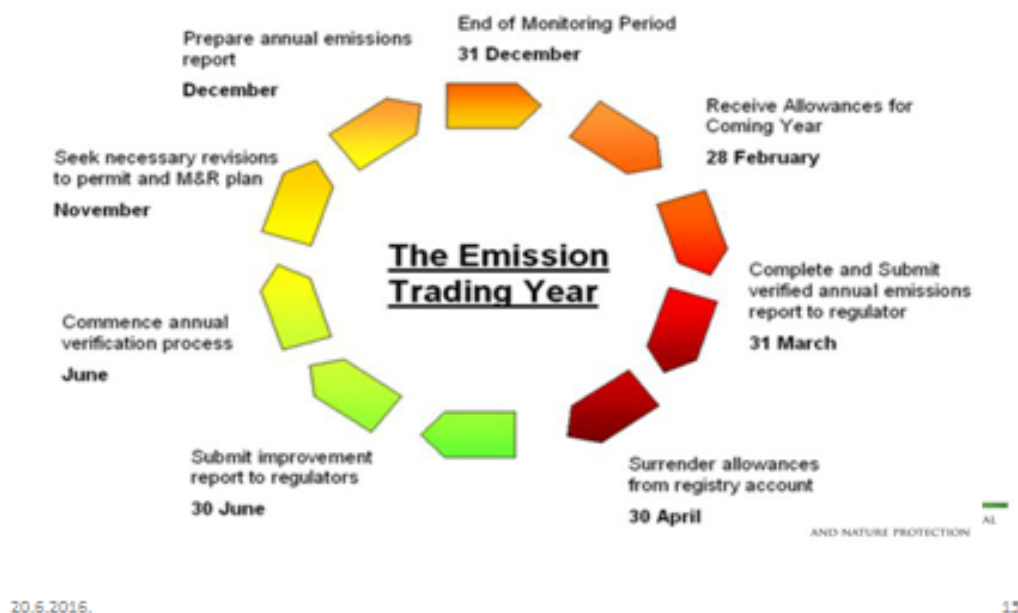 End of Monitoring Period
31 December
Prepare annual emissions
report
December
Receive Allowances for
Coming Year
28 February
Seek necessary revisions
to permit and M&R plan
November
The Emission
Trading Year
Complete and Submit
verified annual emissions
report to regulator
31 March
Commence annual
verification process
June
Submit improvement
report to regulators
30 June
Surrender allowances
from registry account
30 April
AL
AND NATURE PROTECTION
20.6.2016.